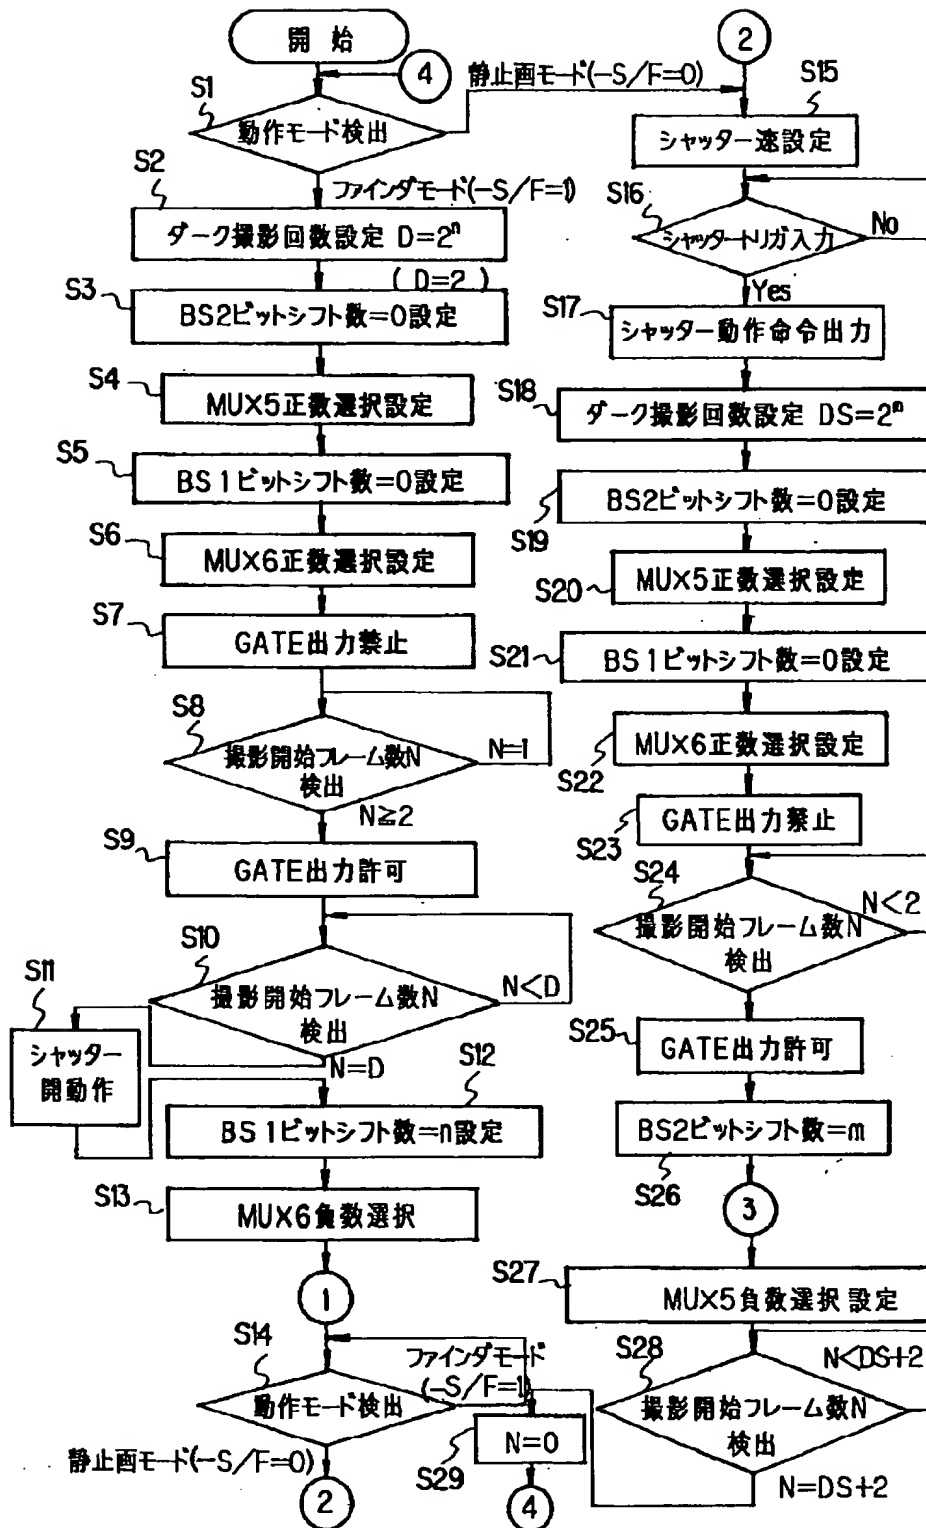 開始
4
S1
動作モード検出
静止画モード(-S/F=0)
ファインダモード(-S/F=1)
S2
ダーク撮影回数設定 D=2ⁿ
( D=2 )
S3
BS2ビットシフト数=0設定
S4
MUX5正数選択設定
S5
BS1ビットシフト数=0設定
S6
MUX6正数選択設定
S7
GATE出力禁止
S8
撮影開始フレーム数N
検出
N=1
N≧2
S9
GATE出力許可
S10
撮影開始フレーム数N
検出
N<D
N=D
S11
シャッター
開動作
S12
BS1ビットシフト数=n設定
S13
MUX6負数選択
1
S14
動作モード検出
ファインダモード
(-S/F=1)
静止画モード(-S/F=0)
2
2
S15
シャッター速設定
S16
シャッタートリガ入力
No
Yes
S17
シャッター動作命令出力
S18
ダーク撮影回数設定 DS=2ⁿ
S19
BS2ビットシフト数=0設定
S20
MUX5正数選択設定
S21
BS1ビットシフト数=0設定
S22
MUX6正数選択設定
S23
GATE出力禁止
S24
撮影開始フレーム数N
検出
N<2
S25
GATE出力許可
S26
BS2ビットシフト数=m
3
S27
MUX5負数選択設定
S28
撮影開始フレーム数N
検出
N<DS+2
N=DS+2
S29
N=0
4